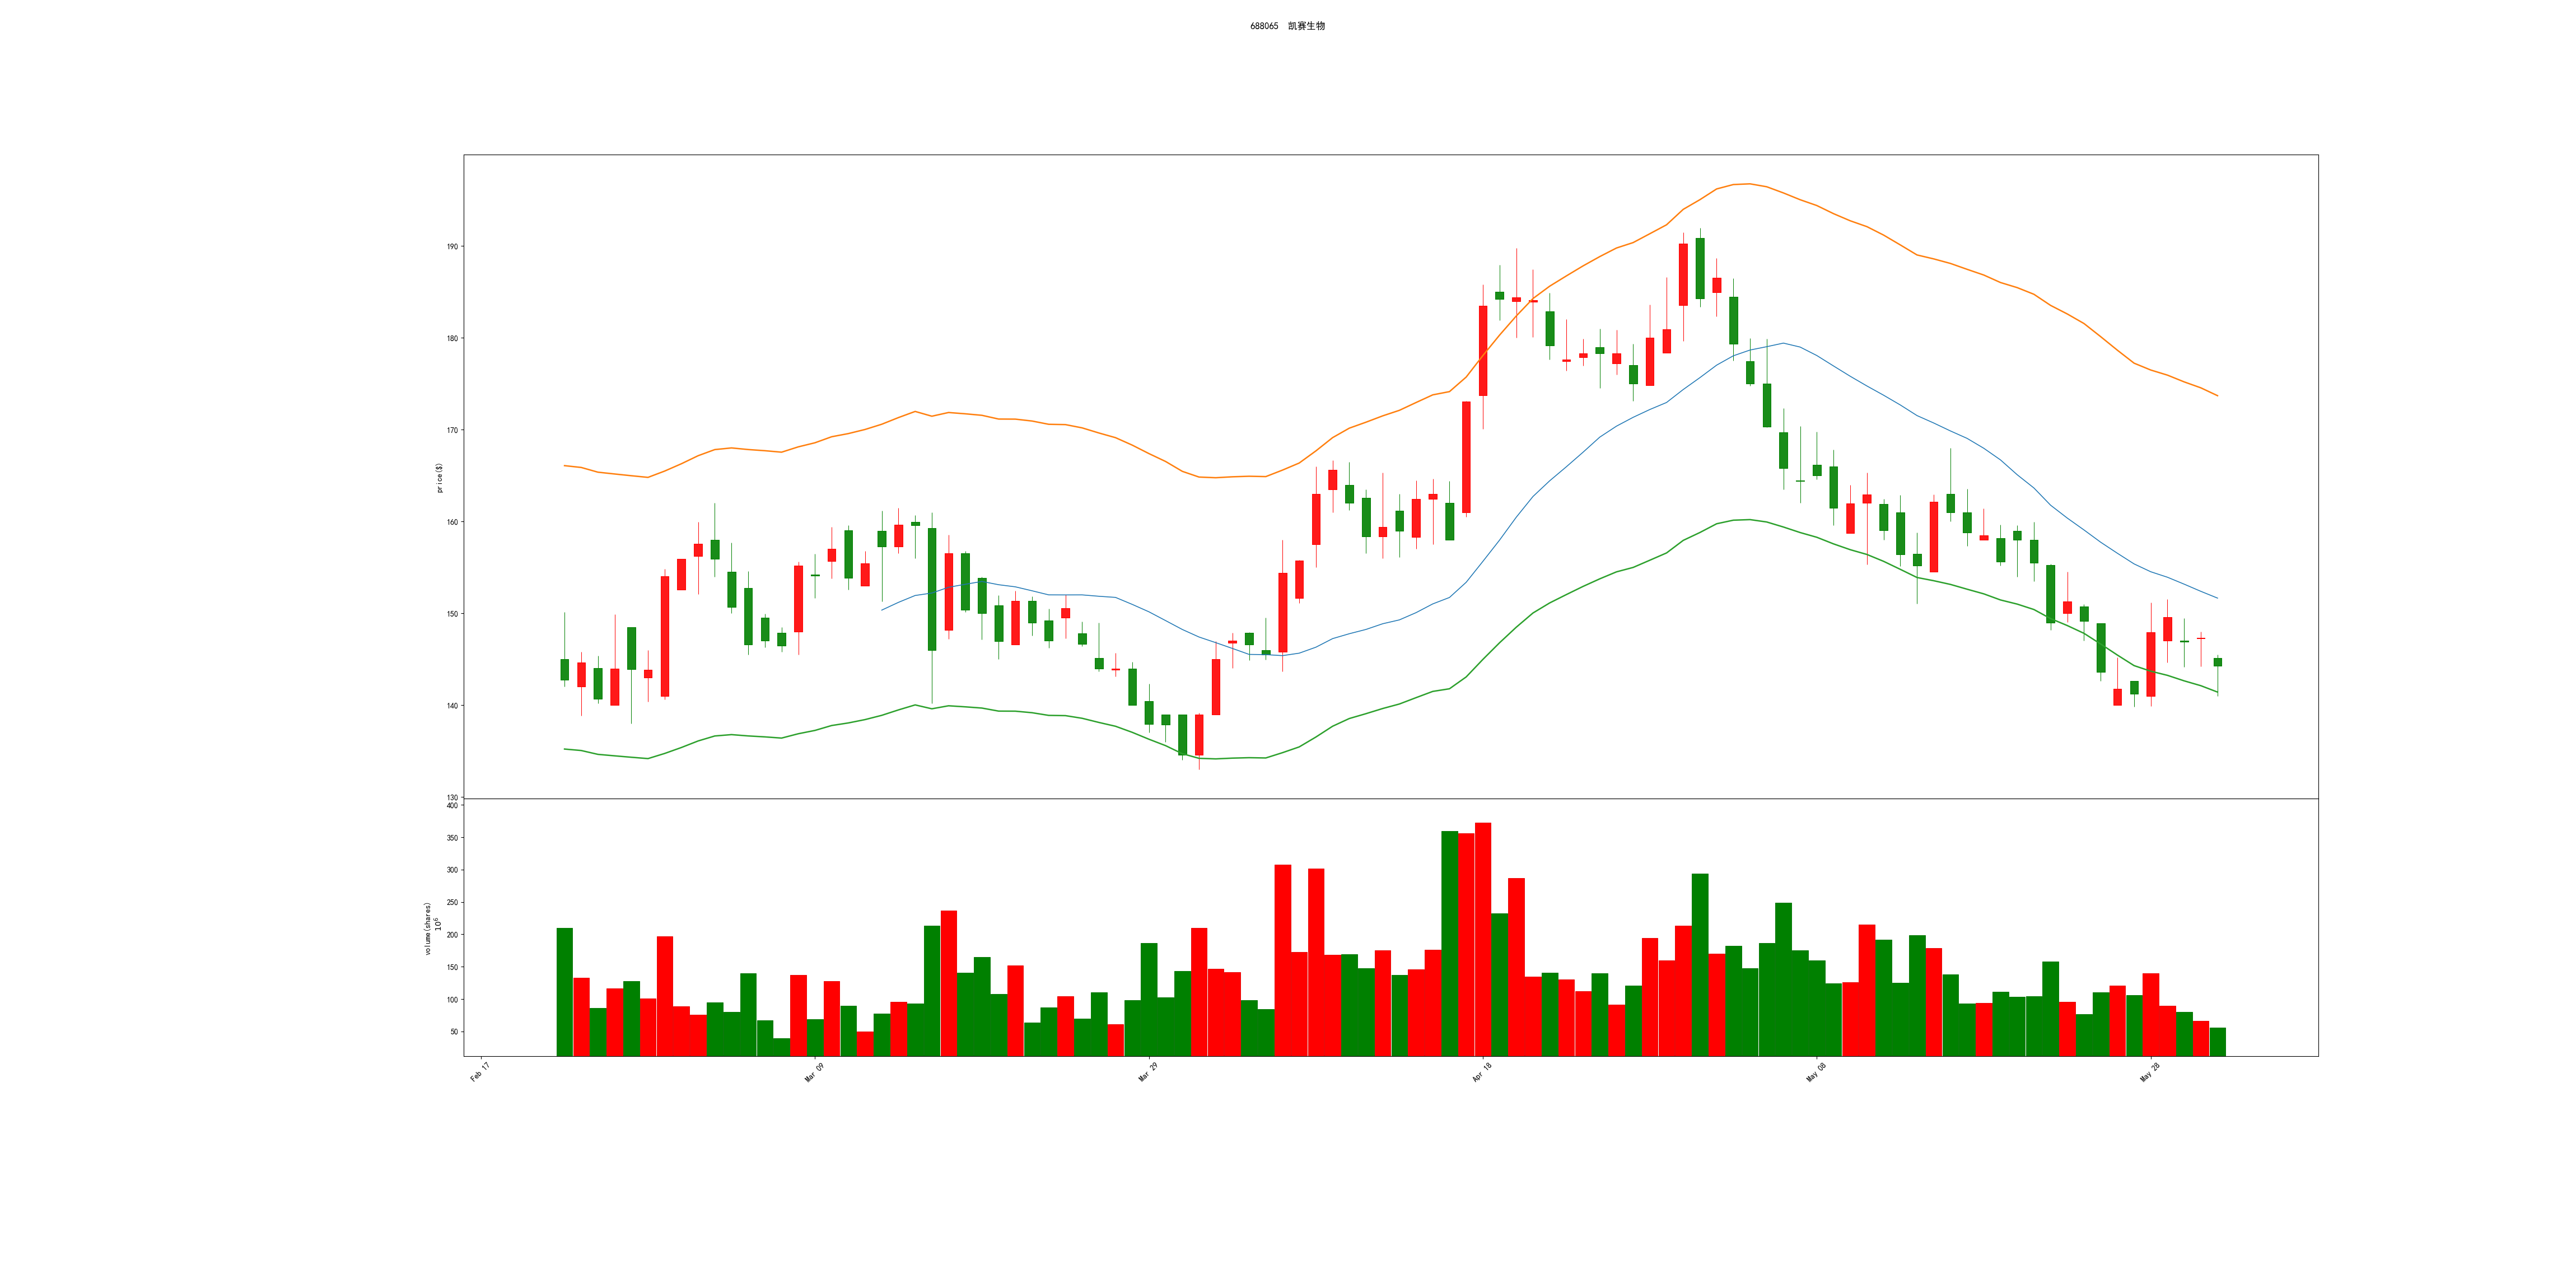 688065 凯赛生物
190
180
170
160
150
140
130
price($)
400
350
300
250
200
150
100
50
volume(shares)
10⁶
Feb 17
Mar 09
Mar 29
Apr 18
May 08
May 28